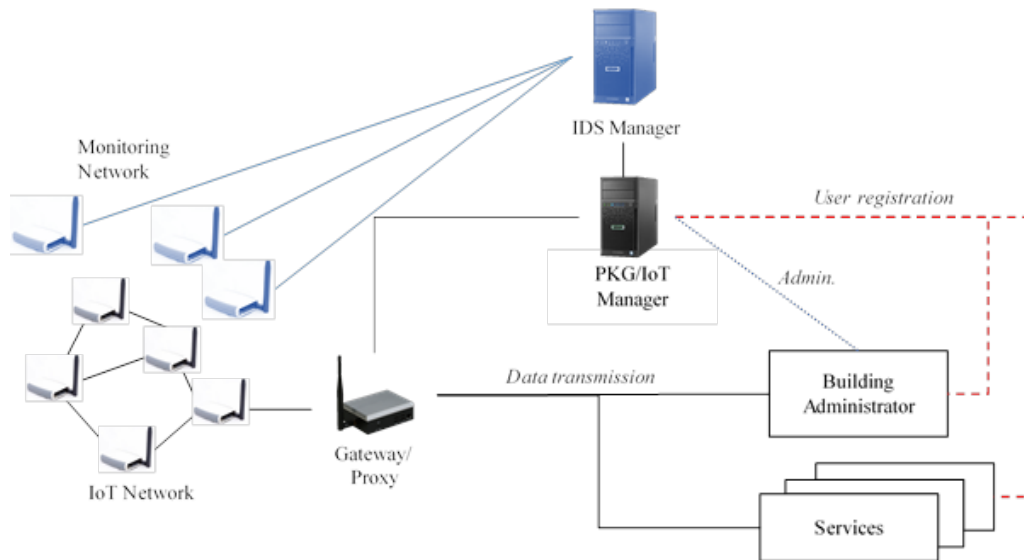 IDS Manager
Monitoring
Network
User registration
PKG/IoT
Manager
Admin.
Data transmission
Building
Administrator
Gateway/
Proxy
IoT Network
Services